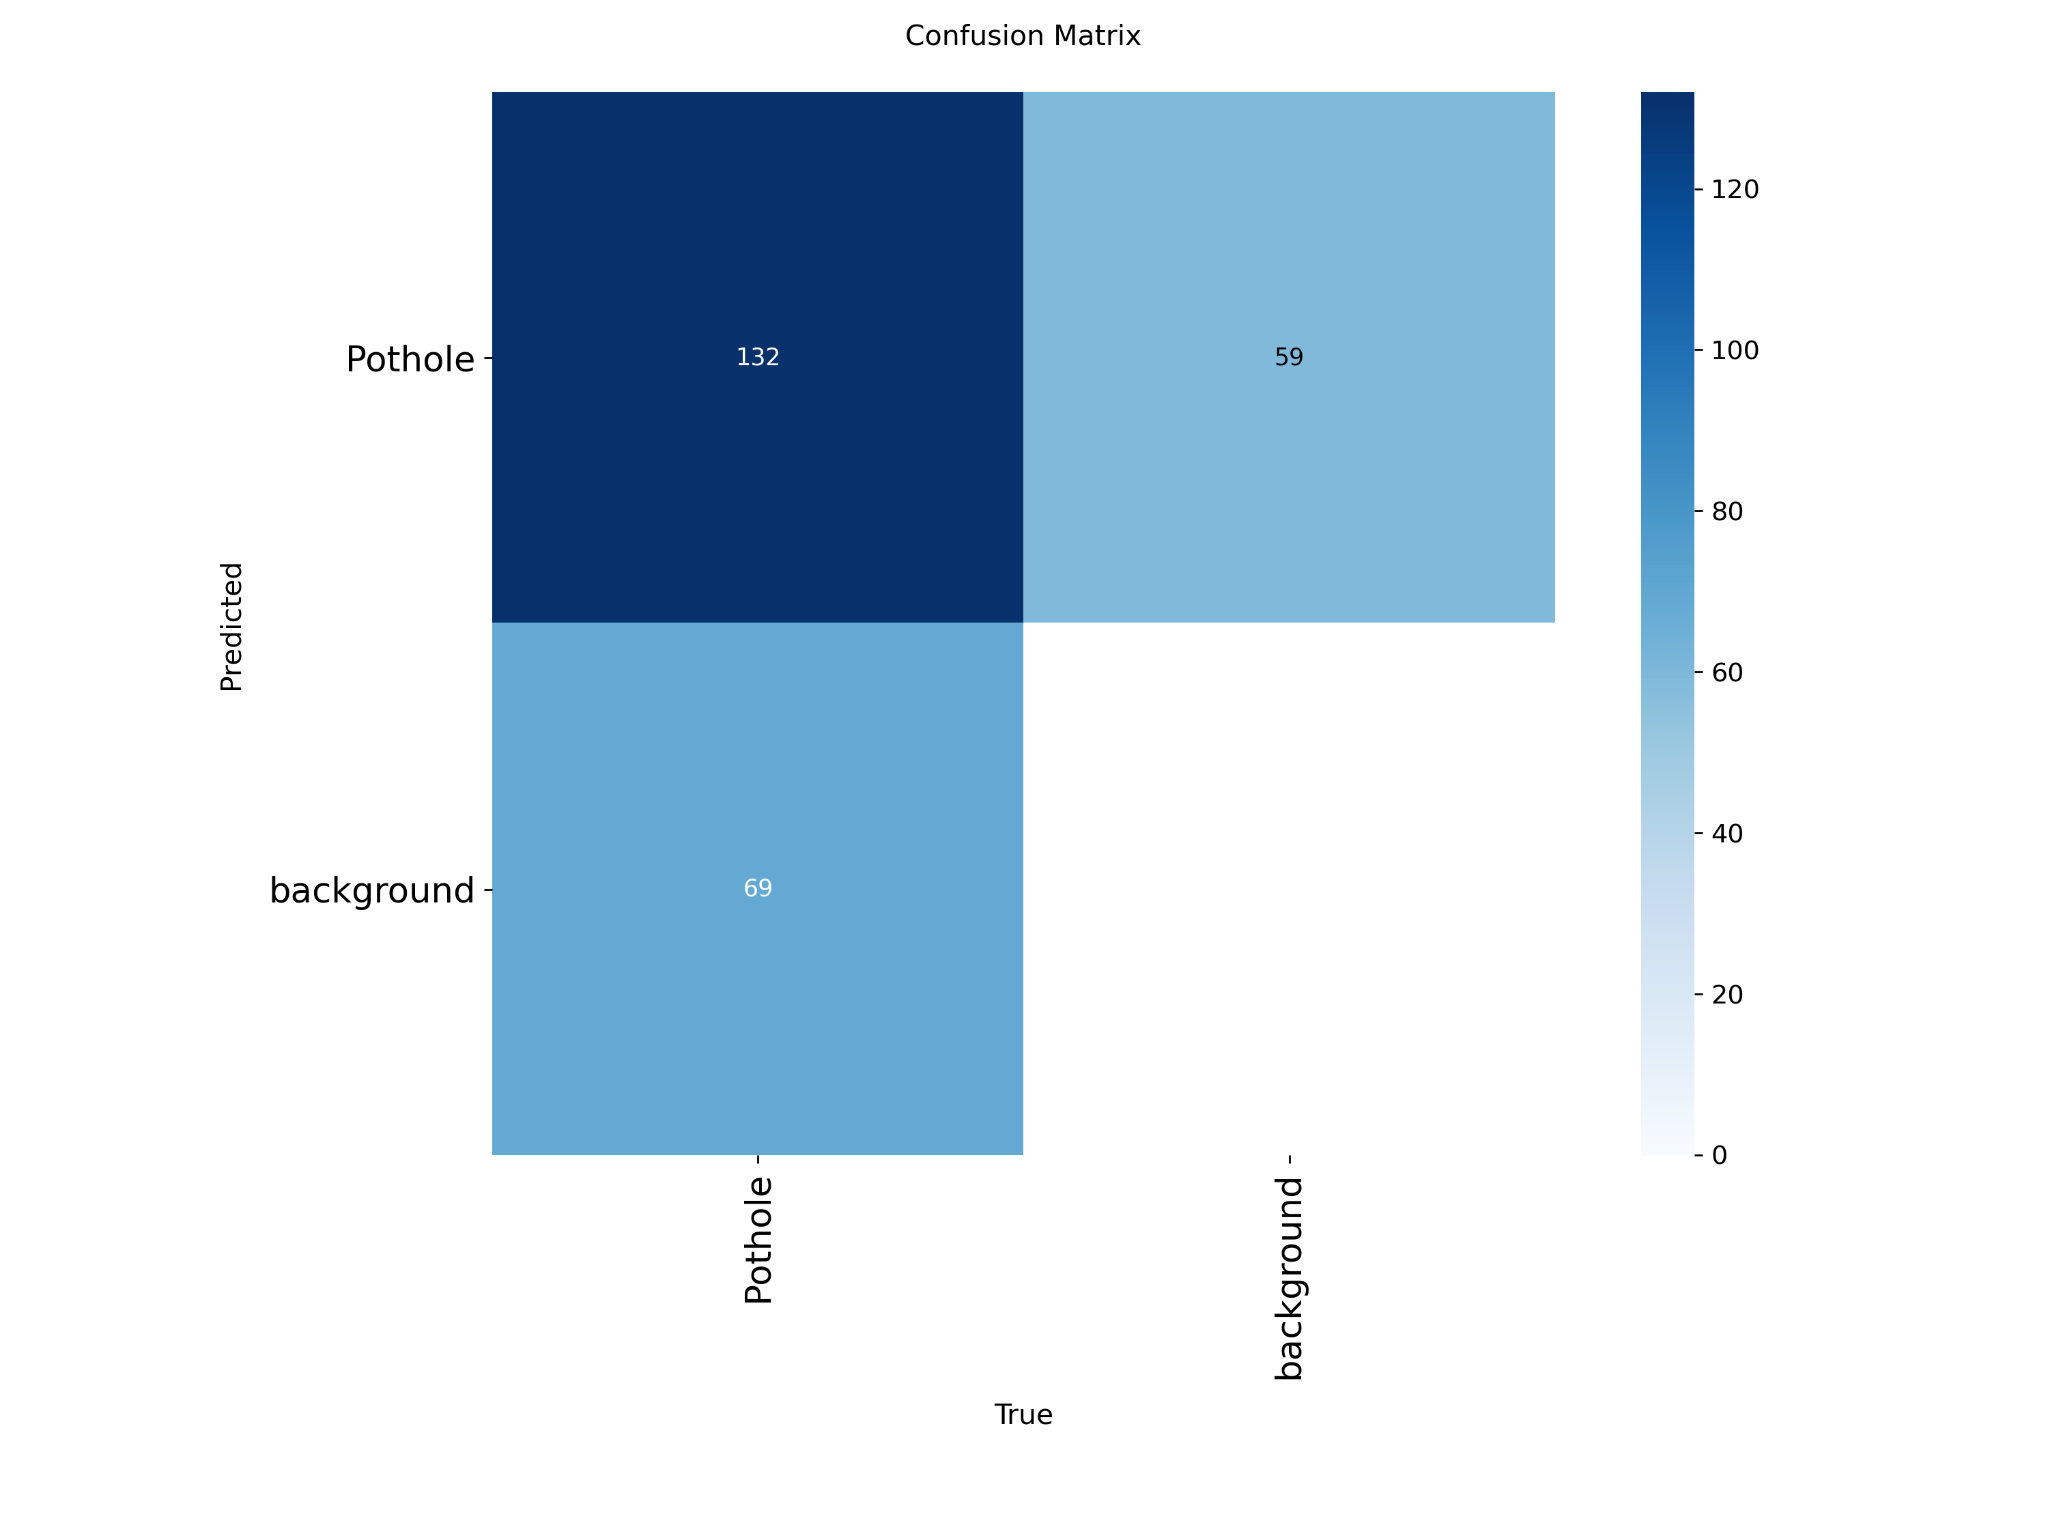 Confusion Matrix
Predicted
Pothole
background
132
59
69
Pothole
background
True
120
100
80
60
40
20
0